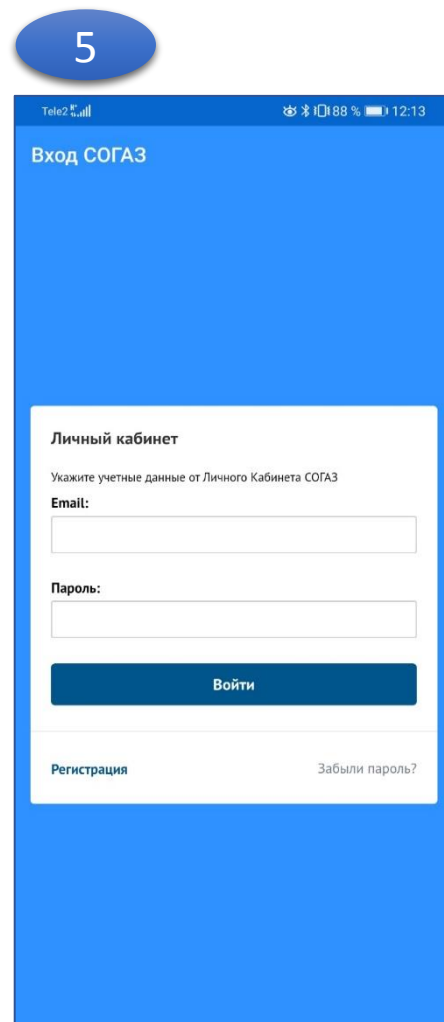 5
Tele2 88 % 12:13
Вход СОГАЗ
Личный кабинет
Укажите учетные данные от Личного Кабинета СОГАЗ
Email:
Пароль:
Войти
Регистрация Забыли пароль?